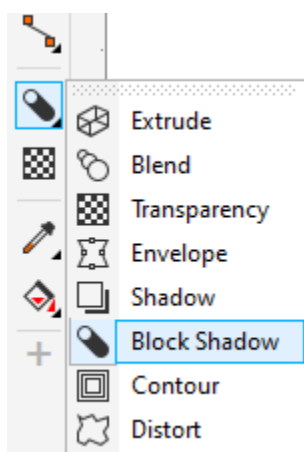 Extrude
Blend
Transparency
Envelope
Shadow
Block Shadow
Contour
Distort